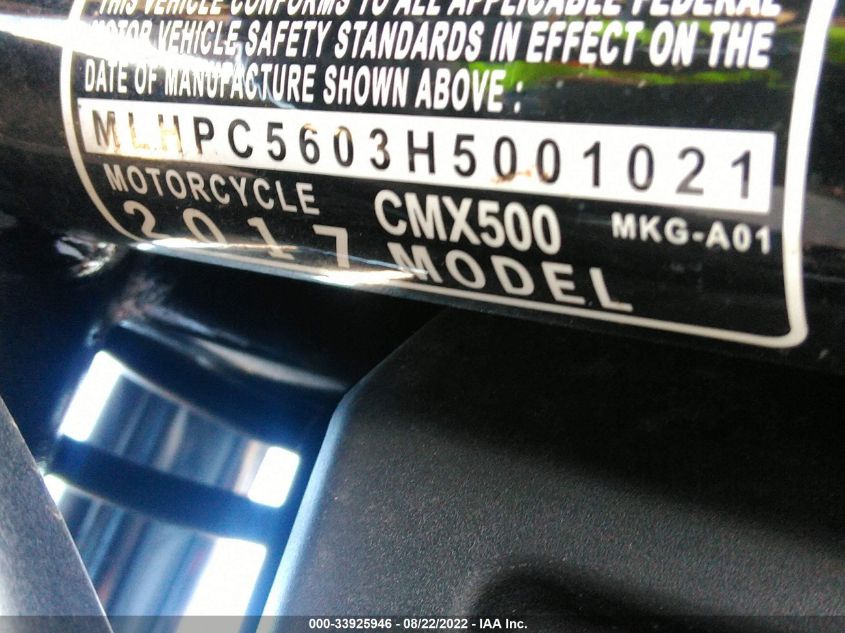 THIS VEHICLE CONFORMS TO ALL APPLICABLE FEDERAL
MOTOR VEHICLE SAFETY STANDARDS IN EFFECT ON THE
DATE OF MANUFACTURE SHOWN ABOVE :
MLHPC5603H5001021
MOTORCYCLE CMX500 MKG-A01
2017 MODEL
000-33925946 - 08/22/2022 - IAA Inc.